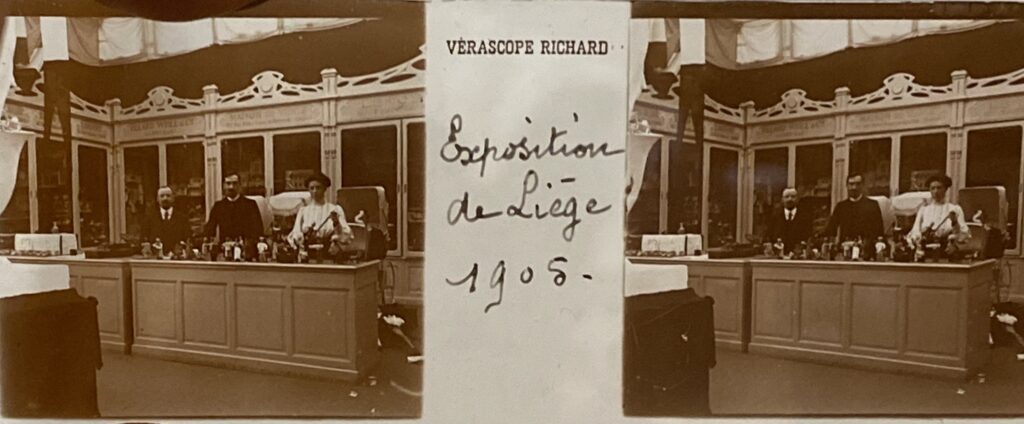 VÉRASCOPE RICHARD
Exposition
de Liège
1905-